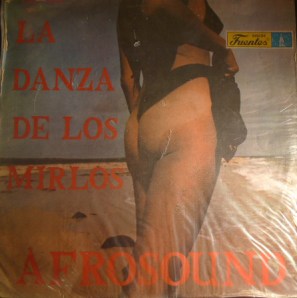 LA
DANZA
DE LOS
MIRLOS
AFROSOUND
Fuentes